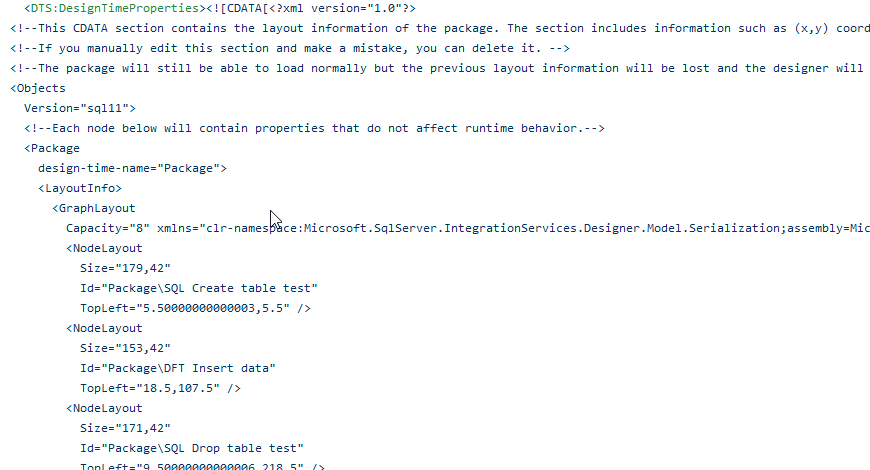 <DTS:DesignTimeProperties><![CDATA[<?xml version="1.0"?>
<!--This CDATA section contains the layout information of the package. The section includes information such as (x,y) coord
<!--If you manually edit this section and make a mistake, you can delete it. -->
<!--The package will still be able to load normally but the previous layout information will be lost and the designer will
<Objects
Version="sql11">
<!--Each node below will contain properties that do not affect runtime behavior.-->
<Package
design-time-name="Package">
<LayoutInfo>
<GraphLayout
Capacity="8" xmlns="clr-namespace:Microsoft.SqlServer.IntegrationServices.Designer.Model.Serialization;assembly=Mic
<NodeLayout
Size="179,42"
Id="Package\SQL Create table test"
TopLeft="5.50000000000003,5.5" />
<NodeLayout
Size="153,42"
Id="Package\DFT Insert data"
TopLeft="18.5,107.5" />
<NodeLayout
Size="171,42"
Id="Package\SQL Drop table test"
TopLeft="9.50000000000006,218.5" />